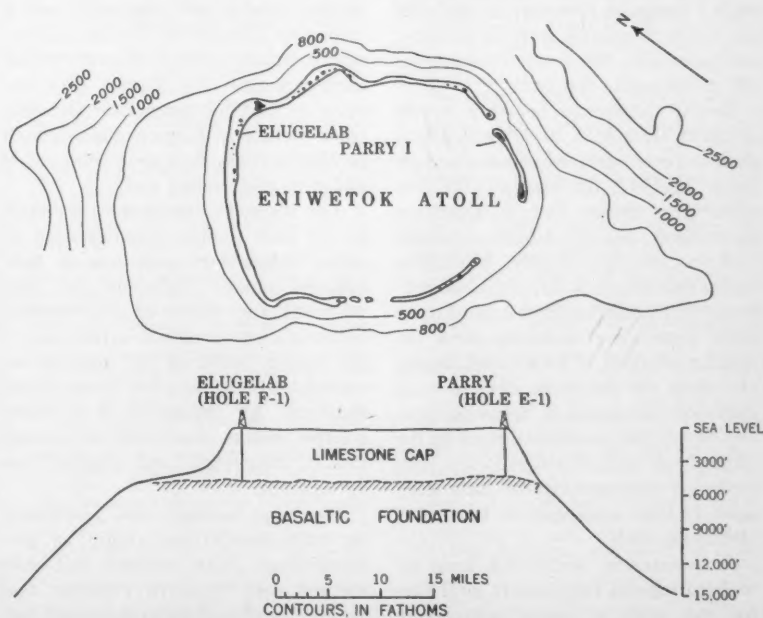 N
800
500
2500
2000
1500
1000
ELUGELAB
PARRY I
ENIWETOK ATOLL
2500
2000
1500
1000
500
800
ELUGELAB
(HOLE F-1)
PARRY
(HOLE E-1)
SEA LEVEL
LIMESTONE CAP
3000'
6000'
BASALTIC FOUNDATION
9000'
12.000'
15.000'
0 5 10 15 MILES
CONTOURS, IN FATHOMS